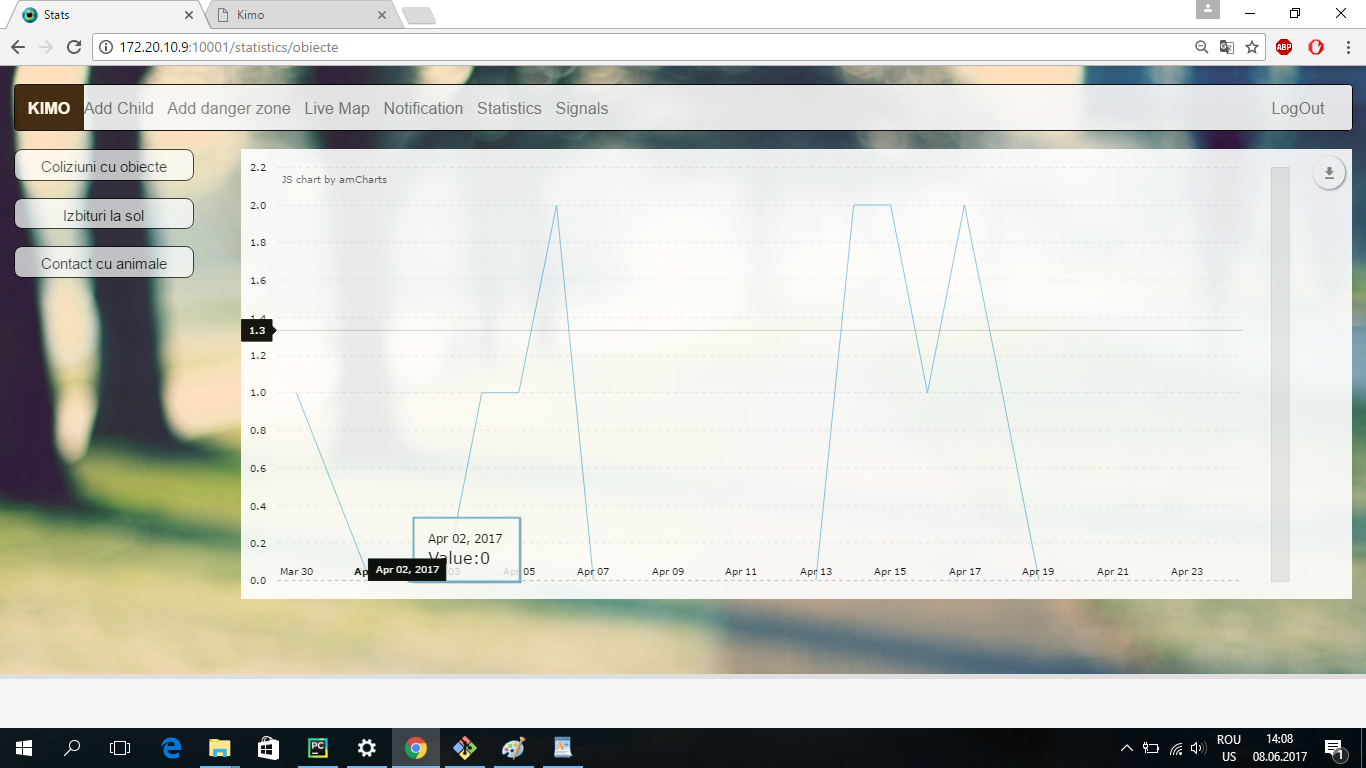 Stats
Kimo
172.20.10.9:10001/statistics/obiecte
ABP
KIMO Add Child Add danger zone Live Map Notification Statistics Signals LogOut
Coliziuni cu obiecte
Izbituri la sol
Contact cu animale
JS chart by amCharts
2.2
2.0
1.8
1.6
1.4
1.3
1.2
1.0
0.8
0.6
0.4
0.2
0.0
Apr 02, 2017
Value:0
Apr 02, 2017
Mar 30 Ap 03 Apr 05 Apr 07 Apr 09 Apr 11 Apr 13 Apr 15 Apr 17 Apr 19 Apr 21 Apr 23
PC
ROU
US
14:08
08.06.2017
1